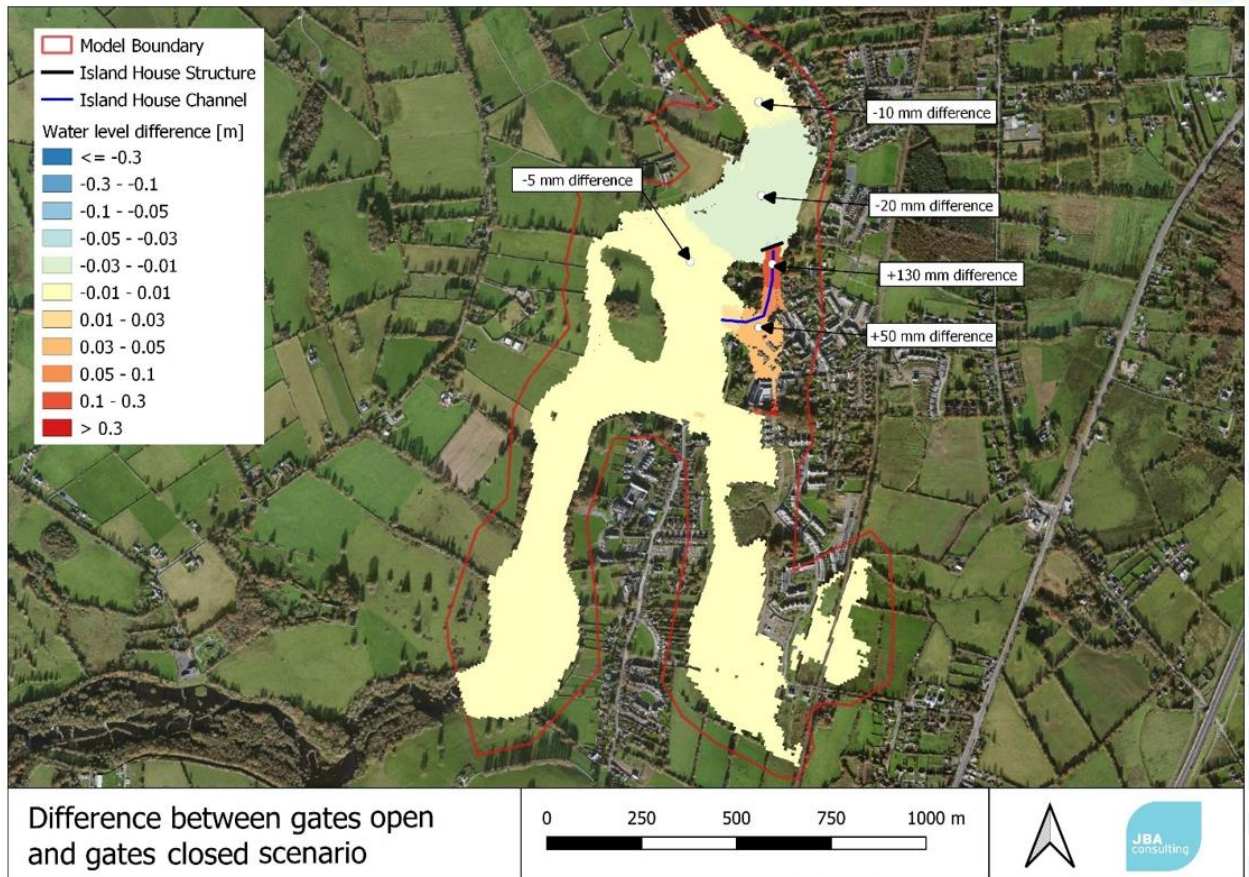 Model Boundary
Island House Structure
Island House Channel
Water level difference [m]
<= -0.3
-0.3 - -0.1
-0.1 - -0.05
-0.05 - -0.03
-0.03 - -0.01
-0.01 - 0.01
0.01 - 0.03
0.03 - 0.05
0.05 - 0.1
0.1 - 0.3
> 0.3
-10 mm difference
-5 mm difference
-20 mm difference
+130 mm difference
+50 mm difference
Difference between gates open
and gates closed scenario
0 250 500 750 1000 m
JBA
consulting